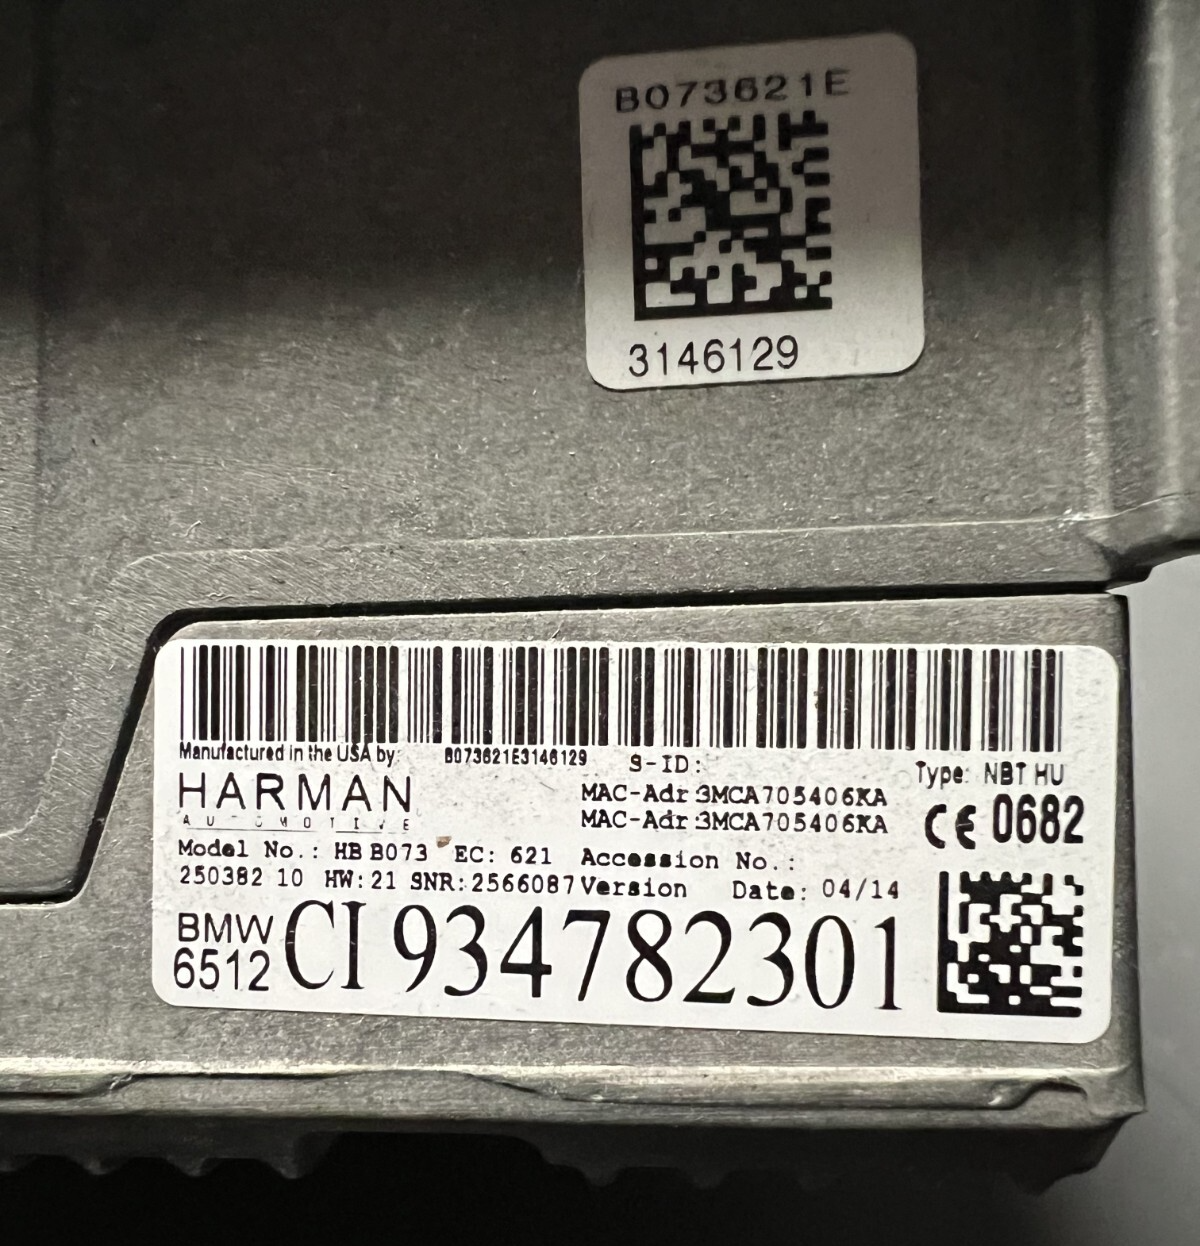 B073621E
3146129
Manufactured in the USA by: B073621E3146129 S-ID:
HARMAN
AUTOMOTIVE
Type: NBT HU
MAC-Adr:3MCA705406KA
MAC-Adr:3MCA705406KA
CE 0682
Model No.: HB B073 EC: 621 Accession No.:
250382 10 HW:21 SNR:2566087 Version Date: 04/14
BMW
6512 CI 934782301